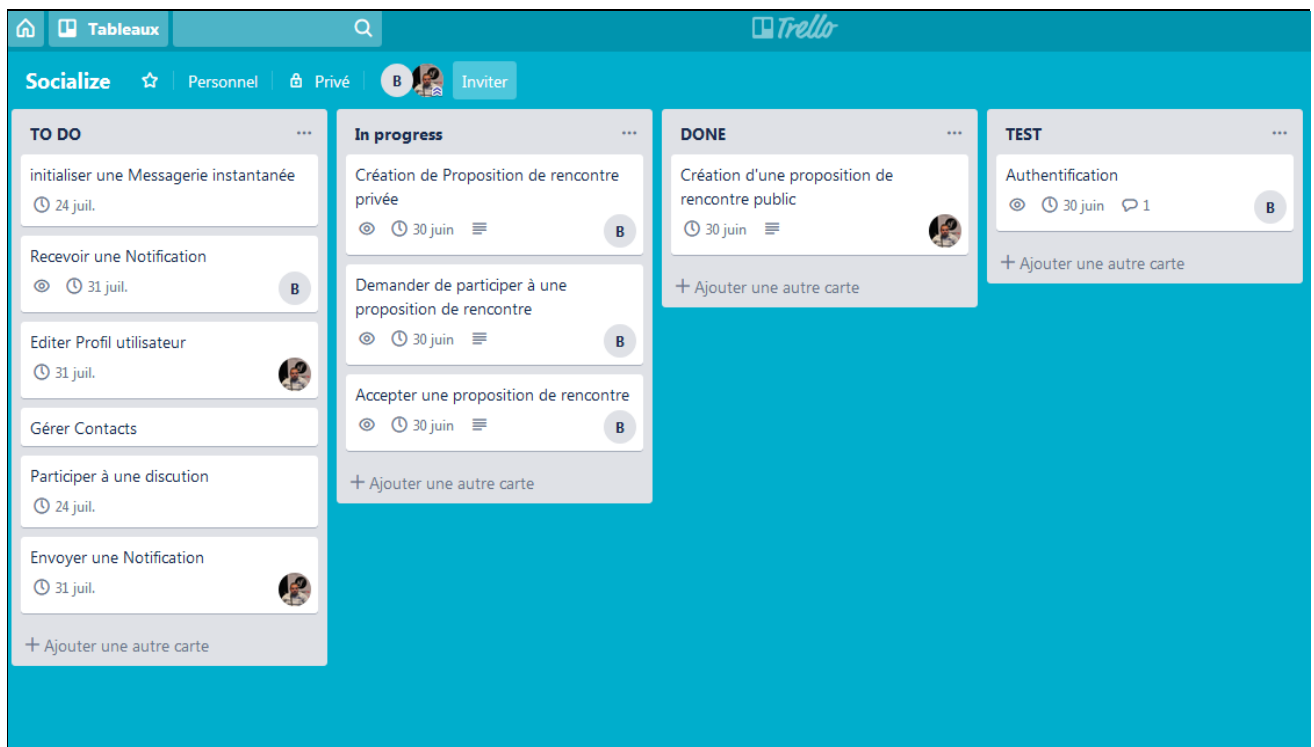 Tableaux
Trello
Socialize
Personnel
Privé
B
Inviter
TO DO
initialiser une Messagerie instantanée
24 juil.
Recevoir une Notification
31 juil.
B
Editer Profil utilisateur
31 juil.
Gérer Contacts
Participer à une discution
24 juil.
Envoyer une Notification
31 juil.
+ Ajouter une autre carte
In progress
Création de Proposition de rencontre
privée
30 juin
B
Demander de participer à une
proposition de rencontre
30 juin
B
Accepter une proposition de rencontre
30 juin
B
+ Ajouter une autre carte
DONE
Création d'une proposition de
rencontre public
30 juin
+ Ajouter une autre carte
TEST
Authentification
30 juin 1
B
+ Ajouter une autre carte